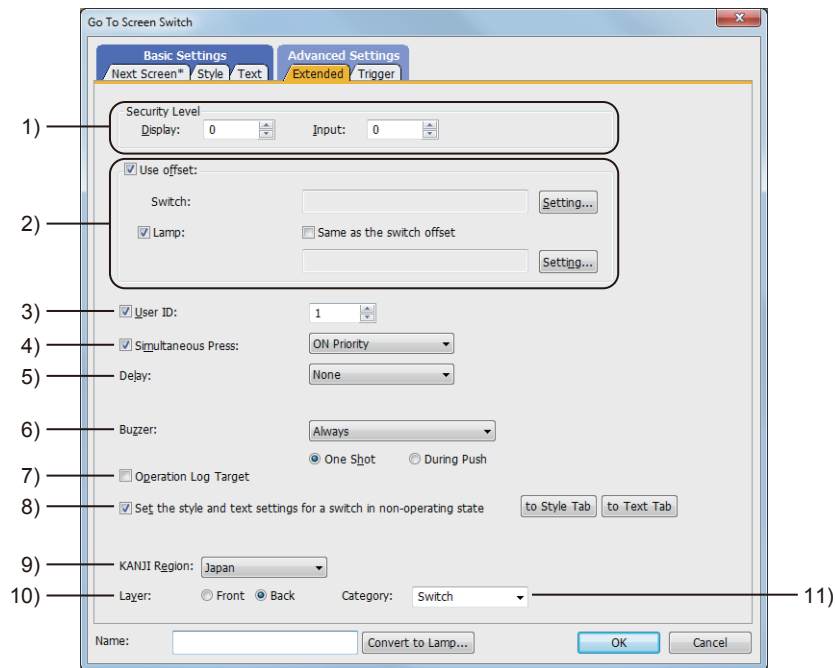 Go To Screen Switch
Basic Settings
Advanced Settings
Next Screen* Style Text Extended Trigger
1) Security Level
Display: 0 Input: 0
2) Use offset:
Switch: Setting...
Lamp: Same as the switch offset
Setting...
3) User ID: 1
4) Simultaneous Press: ON Priority
5) Delay: None
6) Buzzer: Always
One Shot During Push
7) Operation Log Target
8) Set the style and text settings for a switch in non-operating state to Style Tab to Text Tab
9) KANJI Region: Japan
10) Layer: Front Back Category: Switch 11)
Name: Convert to Lamp... OK Cancel